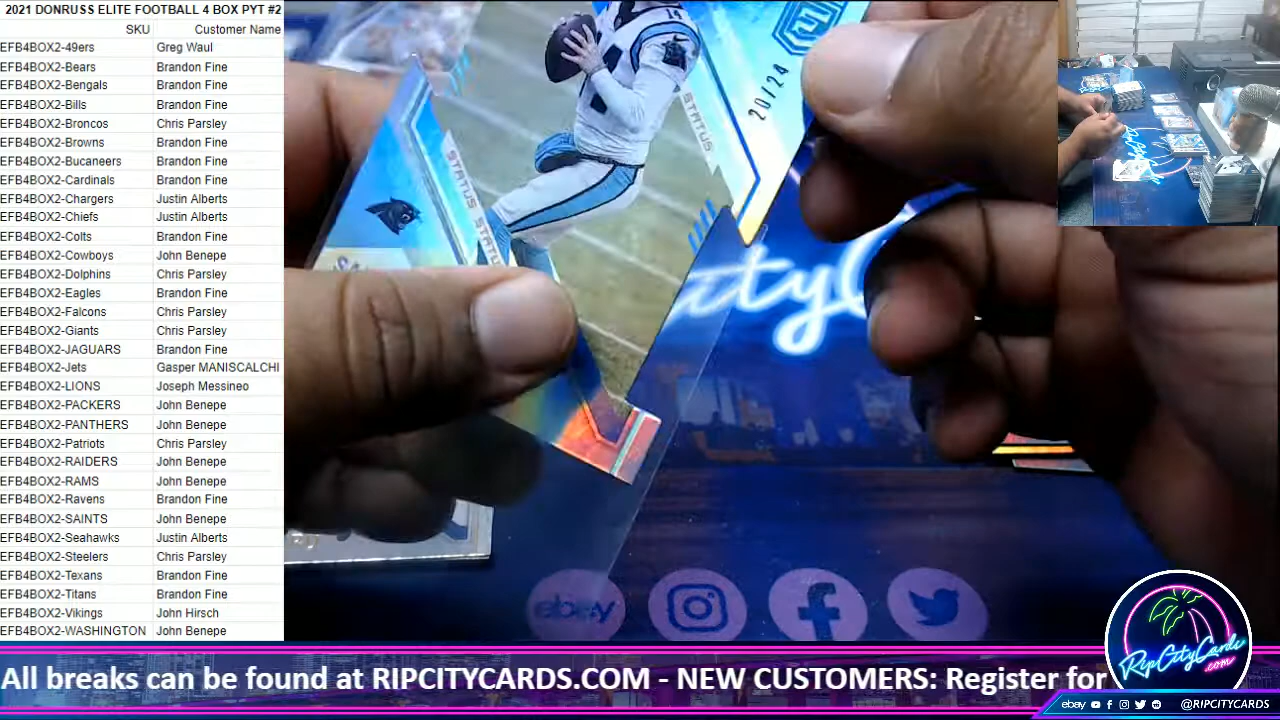 2021 DONRUSS ELITE FOOTBALL 4 BOX PYT #2
SKU Customer Name
EFB4BOX2-49ers Greg Waul
EFB4BOX2-Bears Brandon Fine
EFB4BOX2-Bengals Brandon Fine
EFB4BOX2-Bills Brandon Fine
EFB4BOX2-Broncos Chris Parsley
EFB4BOX2-Browns Brandon Fine
EFB4BOX2-Bucaneers Brandon Fine
EFB4BOX2-Cardinals Brandon Fine
EFB4BOX2-Chargers Justin Alberts
EFB4BOX2-Chiefs Justin Alberts
EFB4BOX2-Colts Brandon Fine
EFB4BOX2-Cowboys John Benepe
EFB4BOX2-Dolphins Chris Parsley
EFB4BOX2-Eagles Brandon Fine
EFB4BOX2-Falcons Chris Parsley
EFB4BOX2-Giants Chris Parsley
EFB4BOX2-JAGUARS Brandon Fine
EFB4BOX2-Jets Gasper MANISCALCHI
EFB4BOX2-LIONS Joseph Messineo
EFB4BOX2-PACKERS John Benepe
EFB4BOX2-PANTHERS John Benepe
EFB4BOX2-Patriots Chris Parsley
EFB4BOX2-RAIDERS John Benepe
EFB4BOX2-RAMS John Benepe
EFB4BOX2-Ravens Brandon Fine
EFB4BOX2-SAINTS John Benepe
EFB4BOX2-Seahawks Justin Alberts
EFB4BOX2-Steelers Chris Parsley
EFB4BOX2-Texans Brandon Fine
EFB4BOX2-Titans Brandon Fine
EFB4BOX2-Vikings John Hirsch
EFB4BOX2-WASHINGTON John Benepe
14
20/24
STATUS
STATUS STATU
ebay
RipCityCards
.com
All breaks can be found at RIPCITYCARDS.COM - NEW CUSTOMERS: Register for
ebay @RIPCITYCARDS